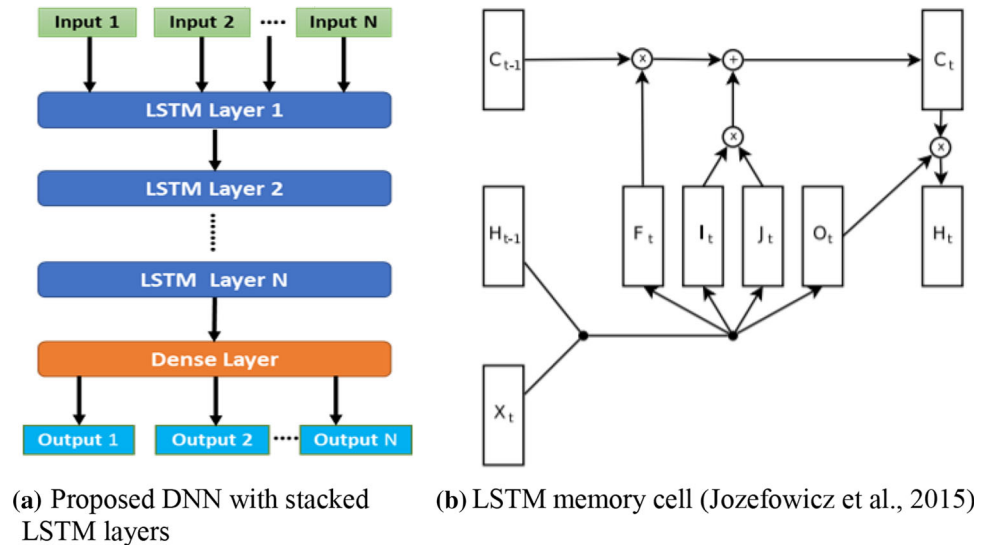 Input 1
Input 2
Input N
LSTM Layer 1
LSTM Layer 2
LSTM Layer N
Dense Layer
Output 1
Output 2
Output N
(a) Proposed DNN with stacked
LSTM layers
C t-1
x
+
C t
x
x
H t-1
F t
I t
J t
O t
H t
X t
(b) LSTM memory cell (Jozefowicz et al., 2015)